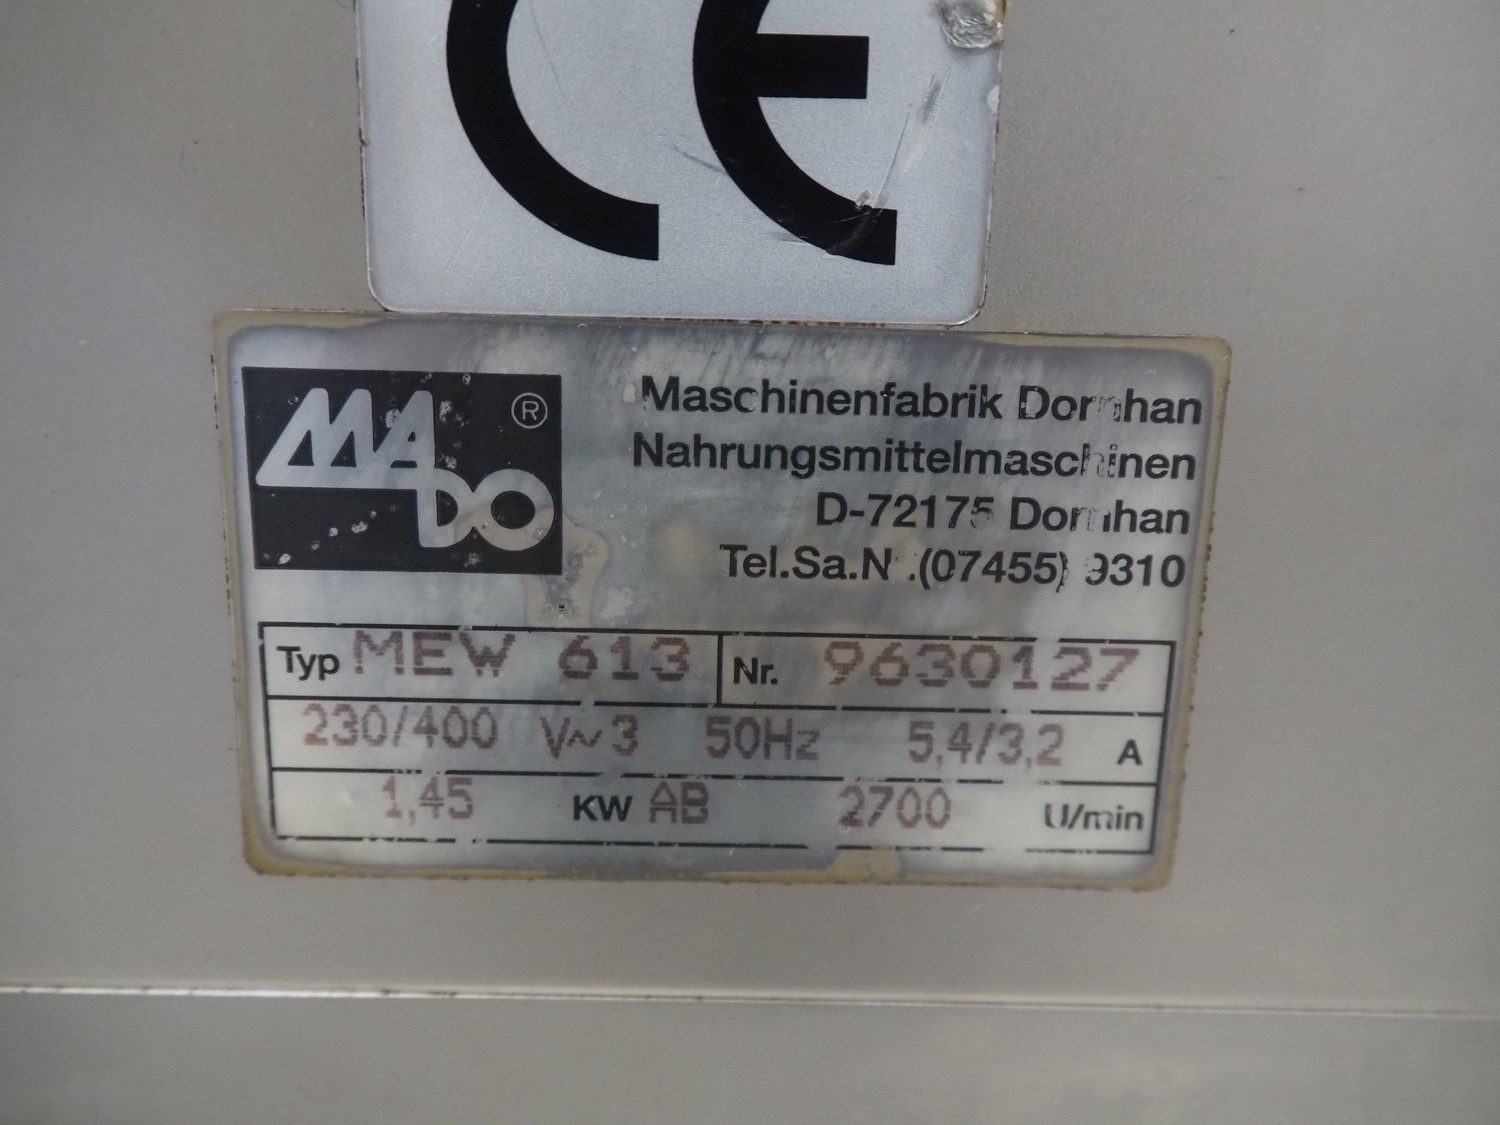 CE
MADO ®
Maschinenfabrik Dornhan
Nahrungsmittelmaschinen
D-72175 Dornhan
Tel.Sa.N .(07455) 9310
Typ MEW 613 Nr. 9630127
230/400 V~3 50Hz 5,4/3,2 A
1,45 KW AB 2700 U/min